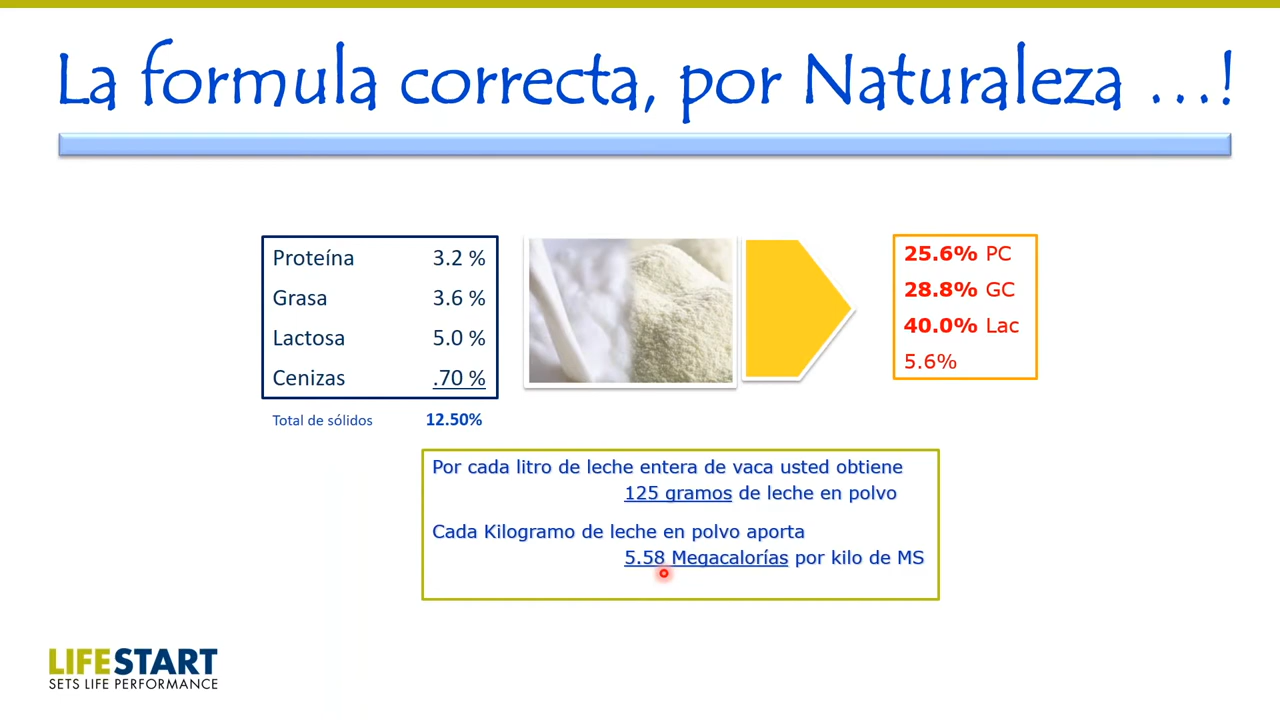 La formula correcta, por Naturaleza ...!
Proteína 3.2 %
Grasa 3.6 %
Lactosa 5.0 %
Cenizas .70 %
Total de sólidos 12.50%
25.6% PC
28.8% GC
40.0% Lac
5.6%
Por cada litro de leche entera de vaca usted obtiene
125 gramos de leche en polvo
Cada Kilogramo de leche en polvo aporta
5.58 Megacalorías por kilo de MS
LIFESTART
SETS LIFE PERFORMANCE